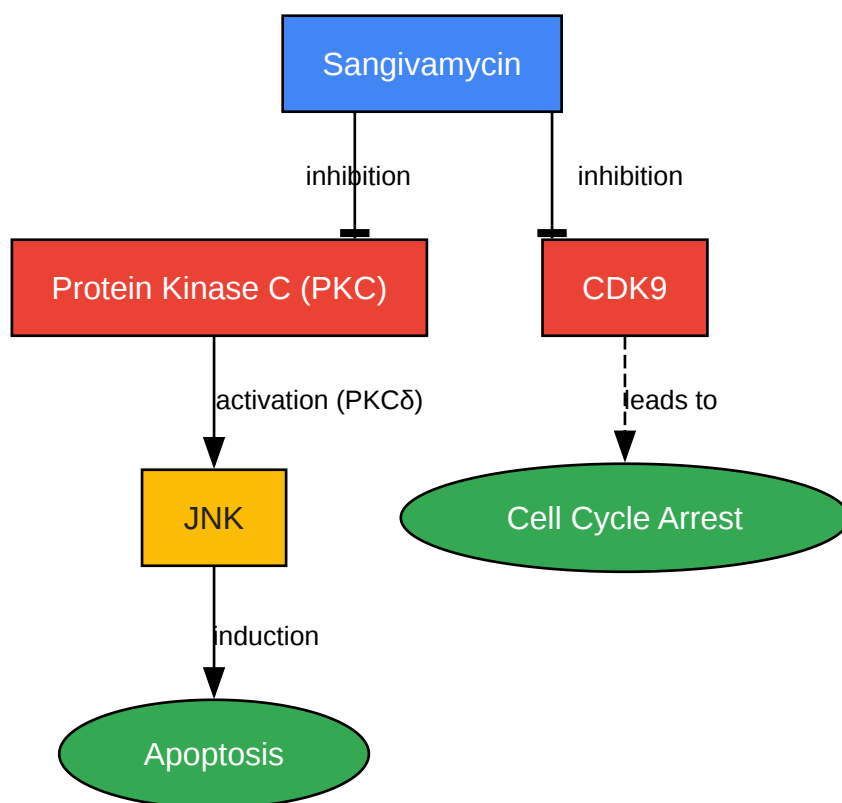 Sangivamycin
inhibition
inhibition
Protein Kinase C (PKC)
CDK9
activation (PKCδ)
leads to
JNK
Cell Cycle Arrest
induction
Apoptosis